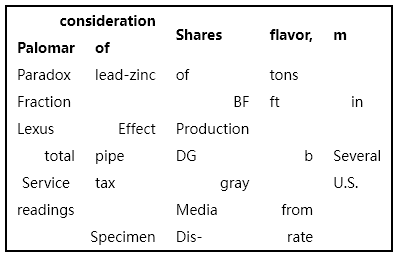 consideration
Palomar of Shares flavor, m
Paradox lead-zinc of tons
Fraction BF ft in
Lexus Effect Production
total pipe DG b Several
Service tax gray U.S.
readings Media from
Specimen Dis- rate